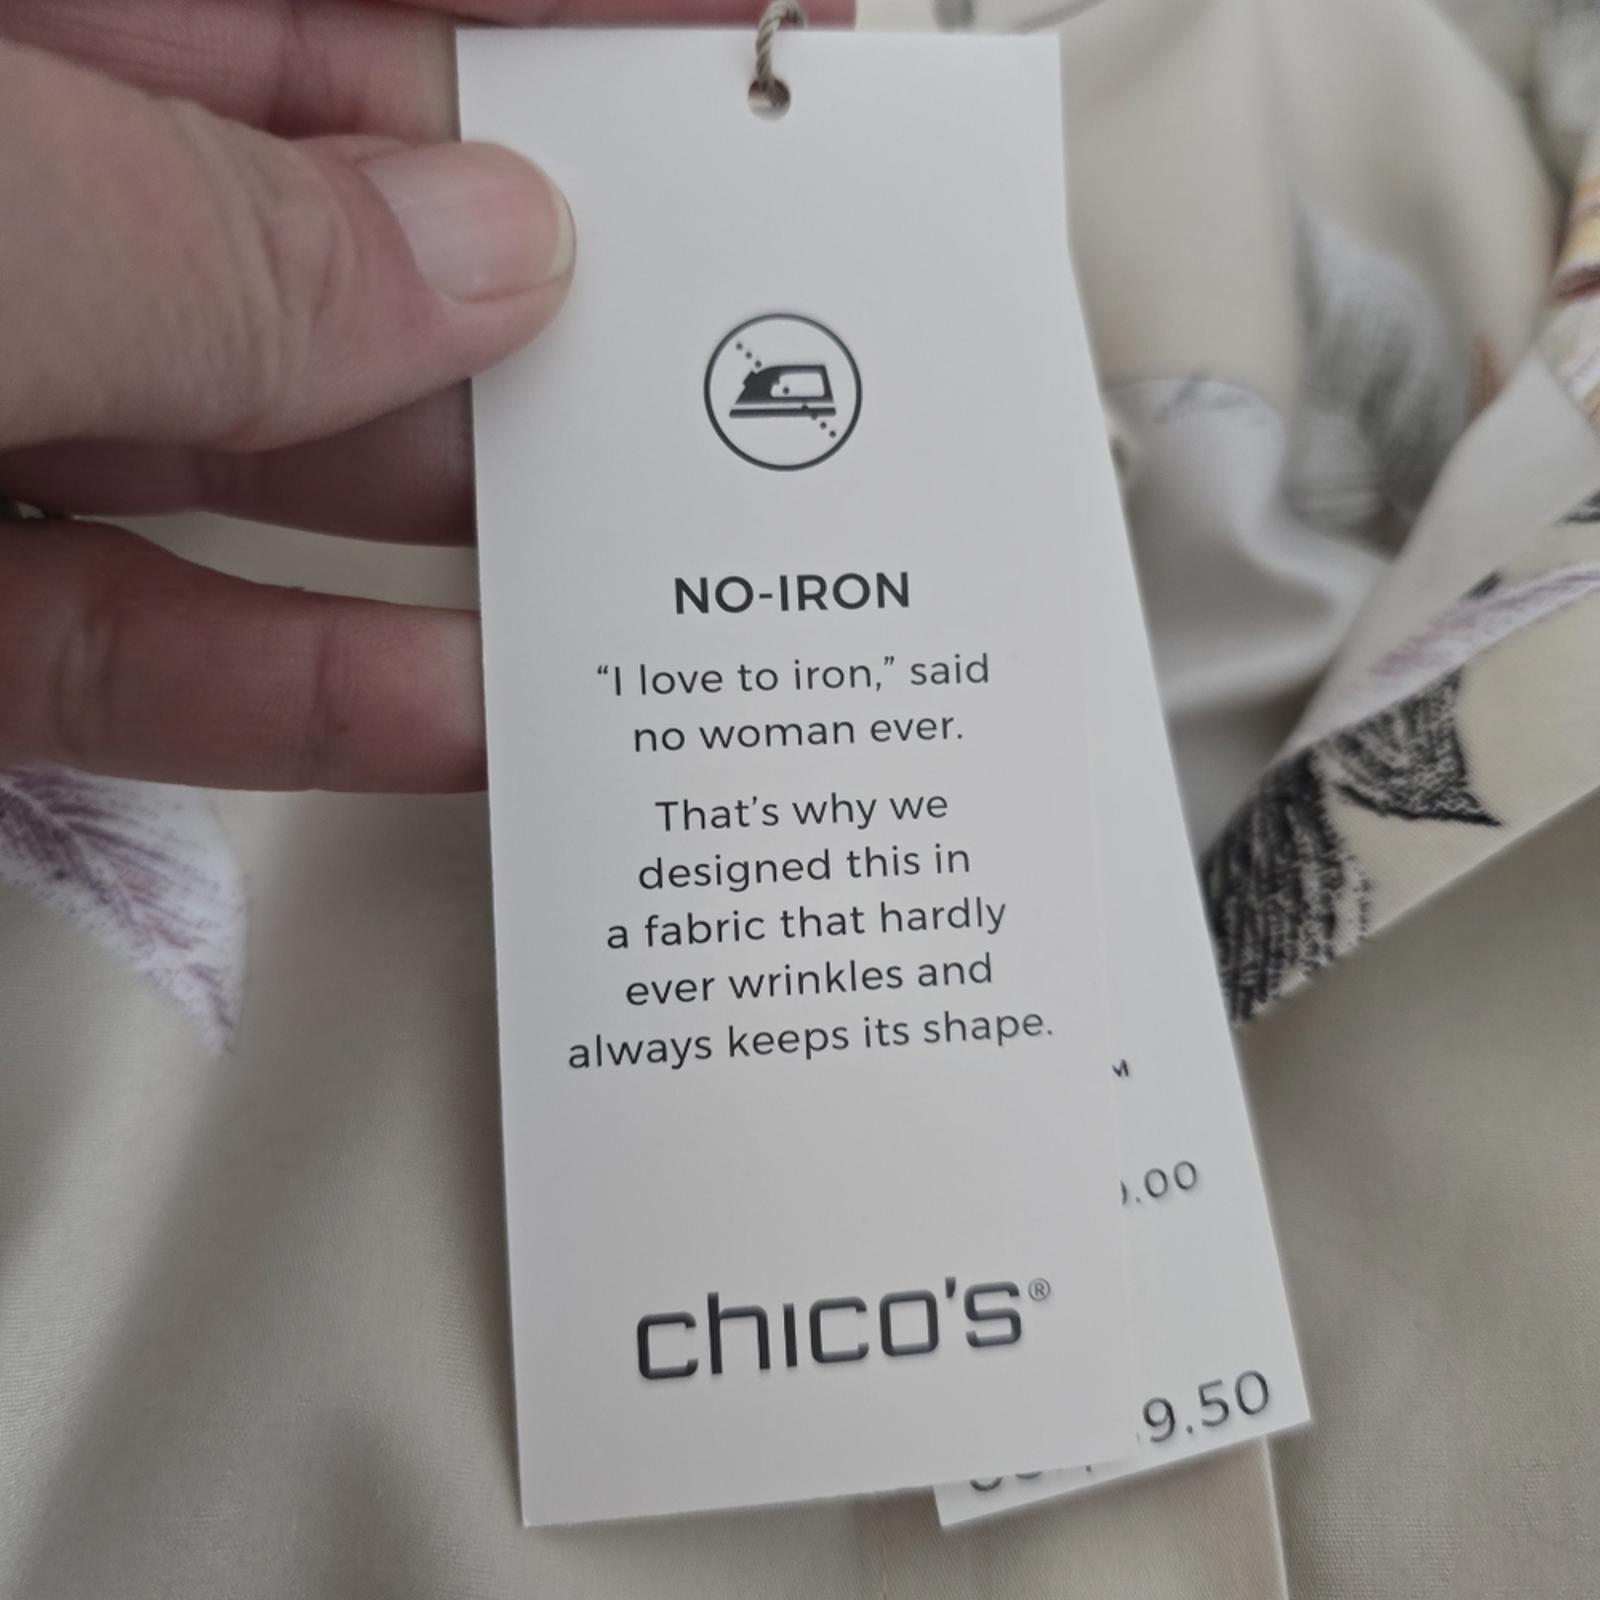 NO-IRON
“I love to iron,” said
no woman ever.
That’s why we
designed this in
a fabric that hardly
ever wrinkles and
always keeps its shape.
chico's®
M
.00
9.50